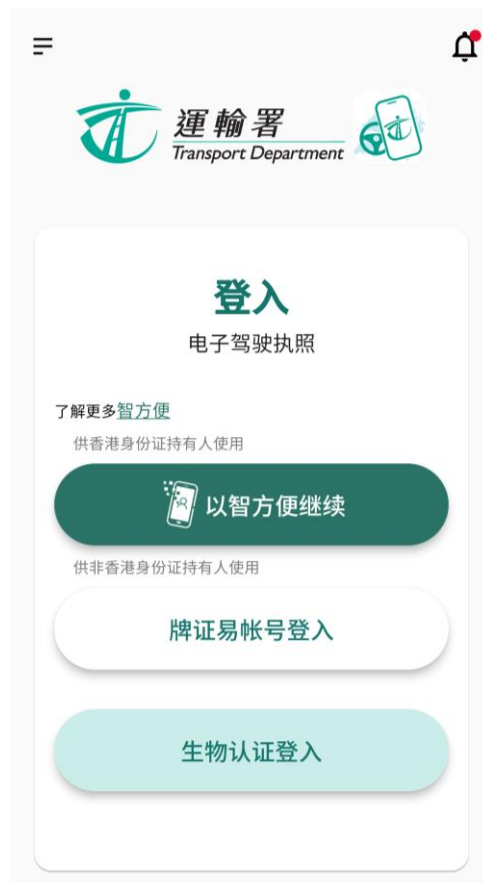 運輸署
Transport Department
登入
电子驾驶执照
了解更多智方便
供香港身份证持有人使用
以智方便继续
供非香港身份证持有人使用
牌证易帐号登入
生物认证登入